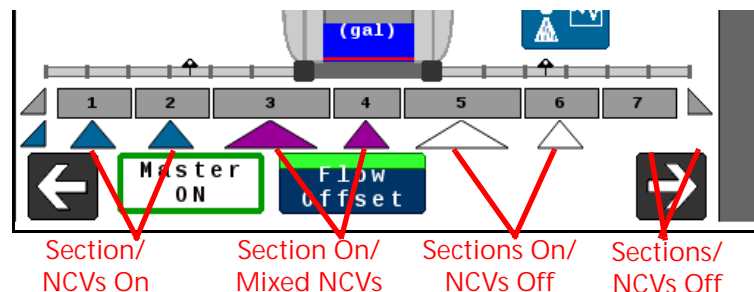 (gal)
1 2 3 4 5 6 7
Master
ON
Flow
Offset
Section/
NCVs On
Section On/
Mixed NCVs
Sections On/
NCVs Off
Sections/
NCVs Off